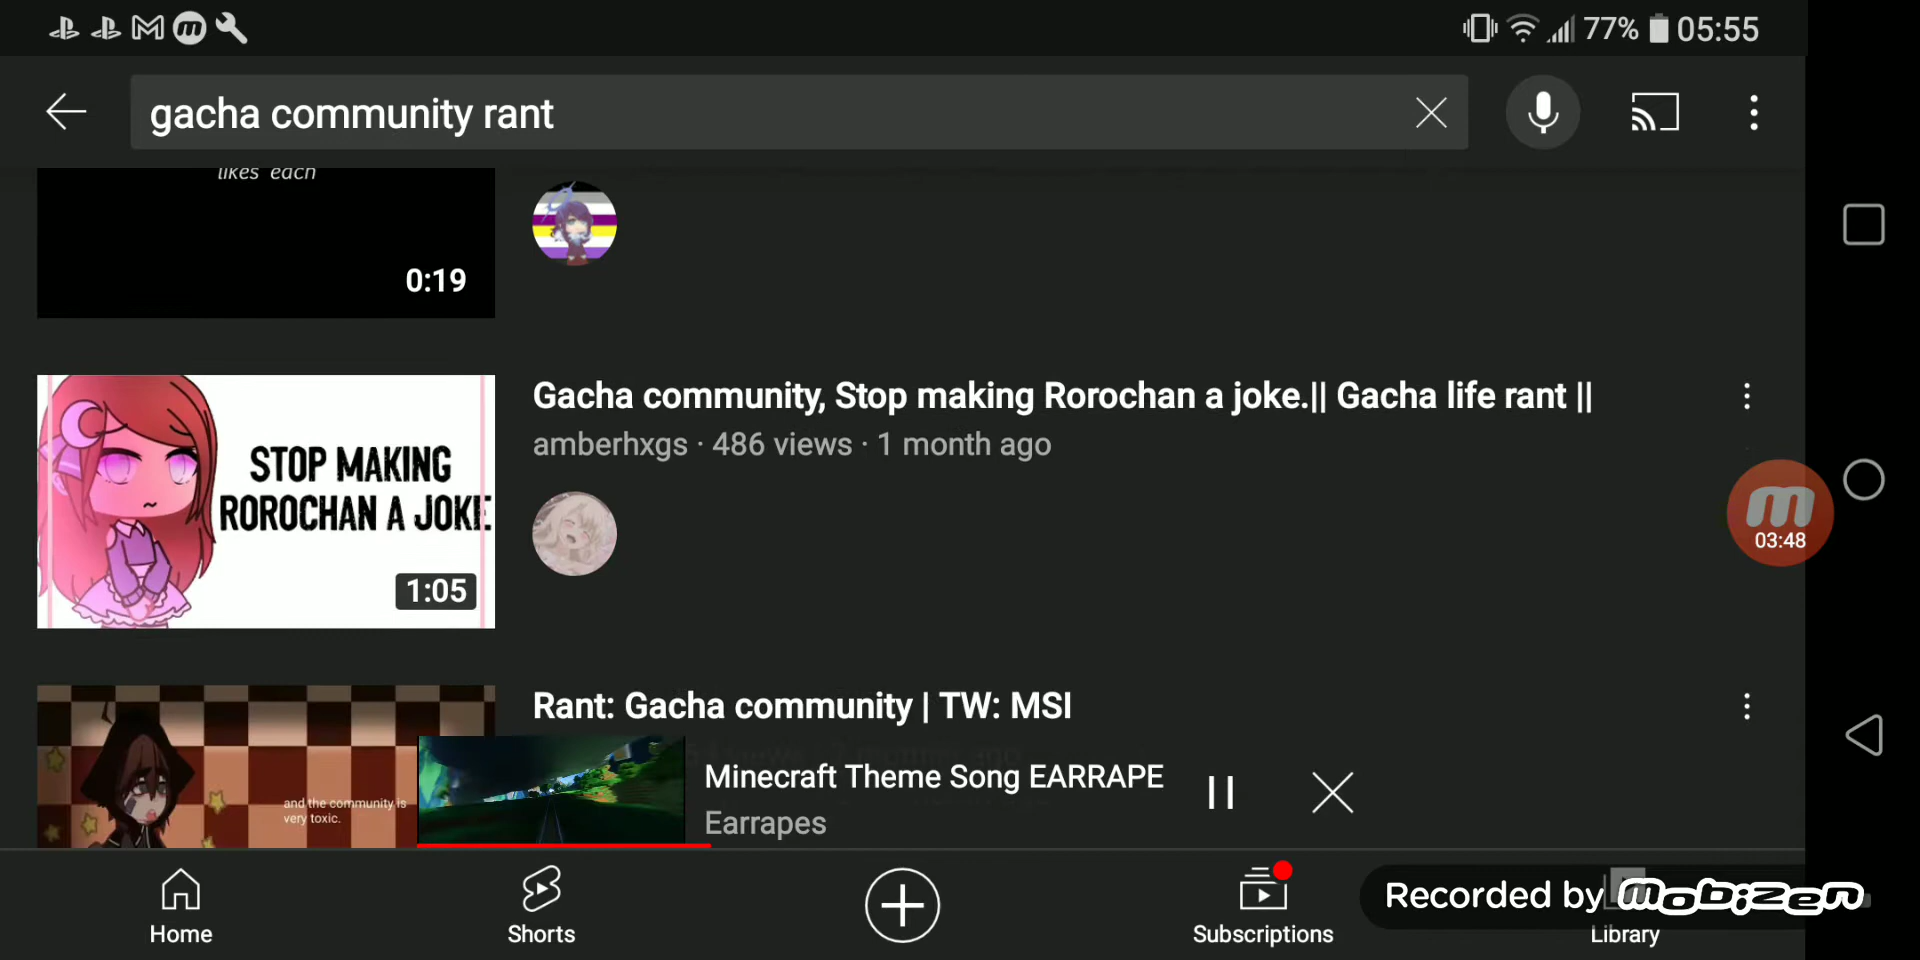 77% 05:55
gacha community rant
likes each
0:19
Gacha community, Stop making Rorochan a joke.|| Gacha life rant ||
amberhxgs · 486 views · 1 month ago
STOP MAKING
ROROCHAN A JOKE
1:05
m
03:48
Rant: Gacha community | TW: MSI
and the community is
very toxic.
Minecraft Theme Song EARRAPE
Earrapes
Recorded by mobizen
Home
Shorts
Subscriptions
Library